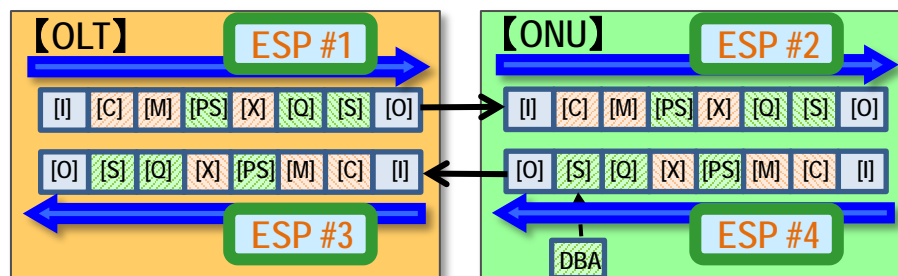 【OLT】 ESP #1 【ONU】 ESP #2
[I] [C] [M] [PS] [X] [Q] [S] [O] [I] [C] [M] [PS] [X] [Q] [S] [O]
[O] [S] [Q] [X] [PS] [M] [C] [I] [O] [S] [Q] [X] [PS] [M] [C] [I]
ESP #3 ESP #4
DBA